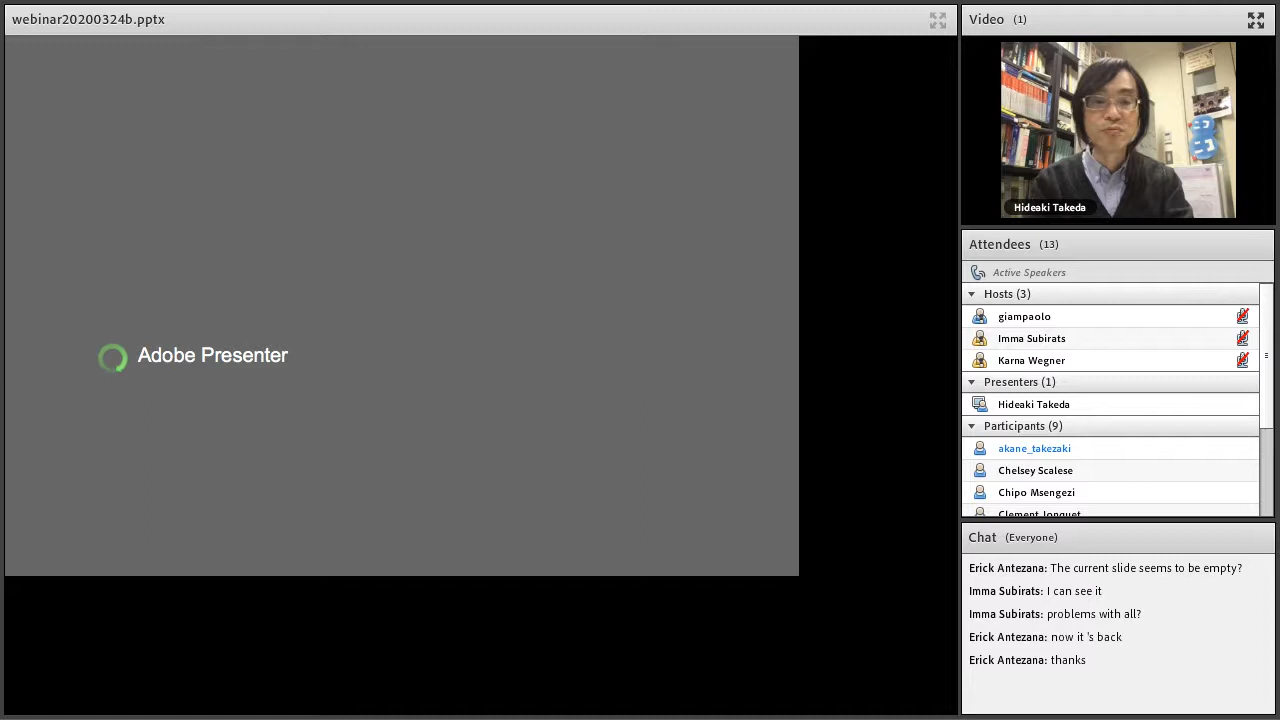 webinar20200324b.pptx
Adobe Presenter
Video (1)
Hideaki Takeda
Attendees (13)
Active Speakers
Hosts (3)
giampaolo
Imma Subirats
Karna Wegner
Presenters (1)
Hideaki Takeda
Participants (9)
akane_takezaki
Chelsey Scalese
Chipo Msengezi
Clement Jonquet
Chat (Everyone)
Erick Antezana: The current slide seems to be empty?
Imma Subirats: I can see it
Imma Subirats: problems with all?
Erick Antezana: now it 's back
Erick Antezana: thanks